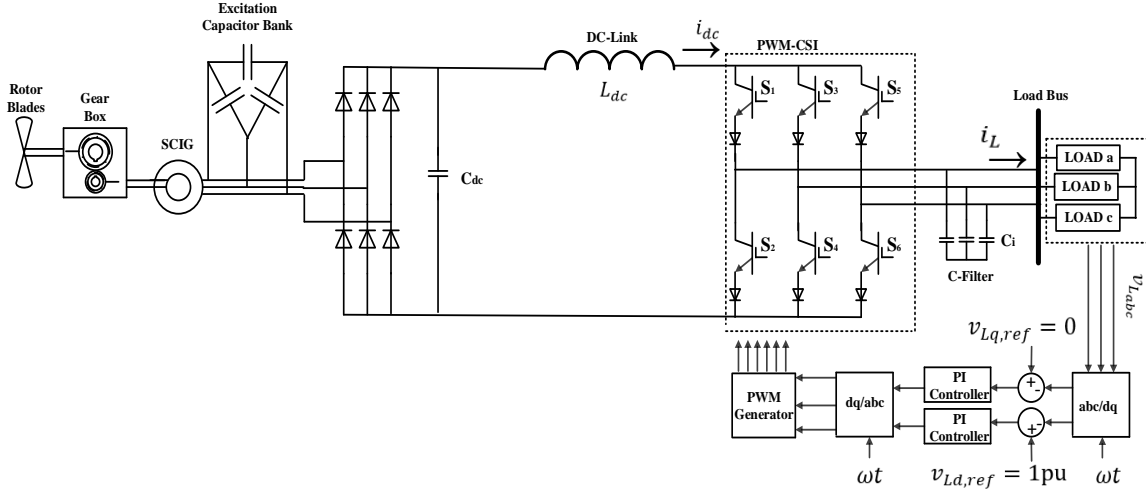 Excitation
Capacitor Bank
DC-Link
i_dc
PWM-CSI
L_dc
S1
S3
S5
Rotor
Blades
Gear
Box
SCIG
Cdc
Load Bus
i_L
LOAD a
LOAD b
LOAD c
S2
S4
S6
Ci
C-Filter
v_Labc
v_Lq,ref = 0
PWM
Generator
dq/abc
PI
Controller
+
-
abc/dq
PI
Controller
+
-
ωt
v_Ld,ref = 1pu
ωt